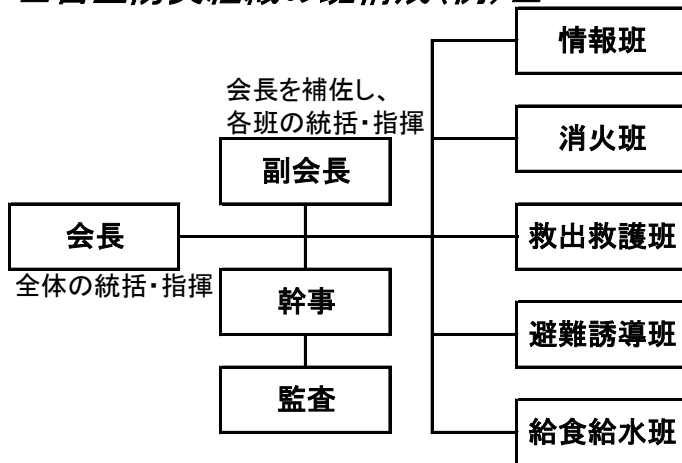 情報班
会長を補佐し、
各班の統括・指揮
消火班
副会長
会長
救出救護班
全体の統括・指揮
幹事
避難誘導班
監査
給食給水班